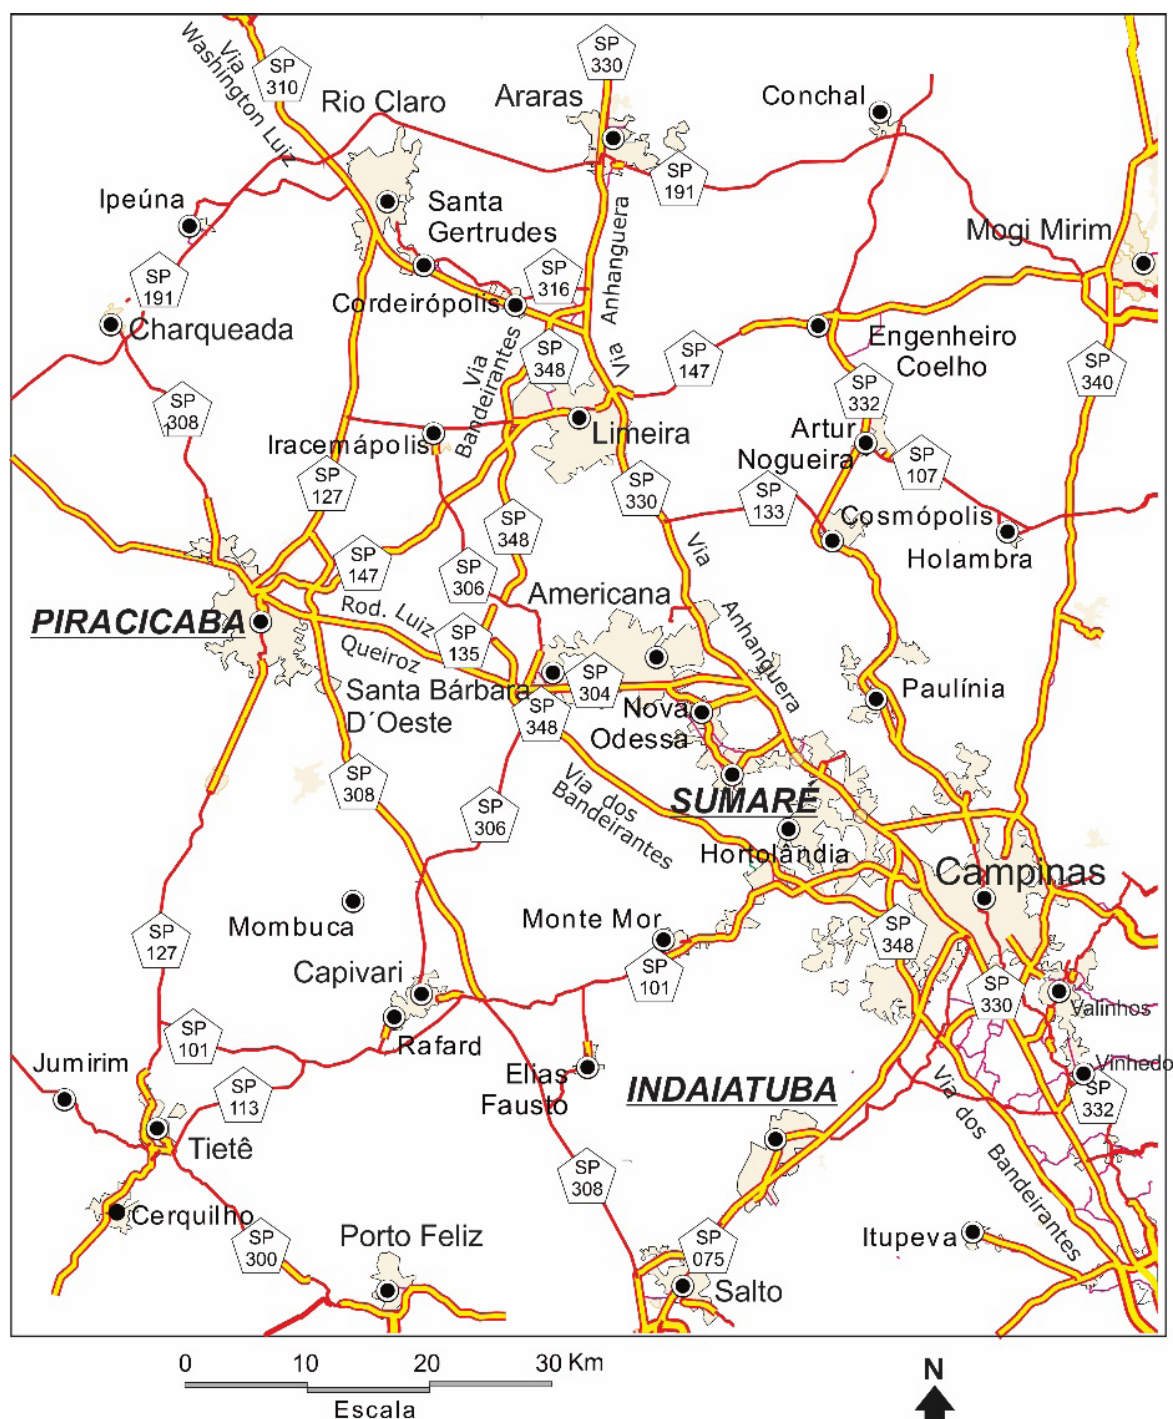 SP
330
SP
310
Via
Washington Luiz
Rio Claro
Araras
Conchal
SP
191
Ipeúna
Santa
Gertrudes
Mogi Mirim
SP
191
SP
316
Anhanguera
Via
Cordeirópolis
Charqueada
Via
Bandeirantes
SP
348
SP
147
Engenheiro
Coelho
SP
340
SP
308
SP
332
Iracemápolis
Limeira
Artur
Nogueira
SP
107
SP
127
SP
330
SP
133
SP
348
Cosmópolis
Holambra
Via
Anhanguera
SP
147
SP
306
Americana
Rod. Luiz
Queiroz
PIRACICABA
SP
135
Santa Bárbara
D´Oeste
SP
304
SP
348
Nova
Odessa
Paulínia
SP
308
Via dos
Bandeirantes
SUMARÉ
SP
306
Hortolândia
Campinas
Mombuca
Monte Mor
SP
348
SP
127
Capivari
SP
101
SP
330
Valinhos
SP
101
Rafard
Jumirim
Elias
Fausto
Vinhedo
SP
113
INDAIATUBA
SP
332
Via dos Bandeirantes
Tietê
SP
308
Cerquilho
SP
300
Porto Feliz
SP
075
Itupeva
Salto
0 10 20 30 Km
Escala
N